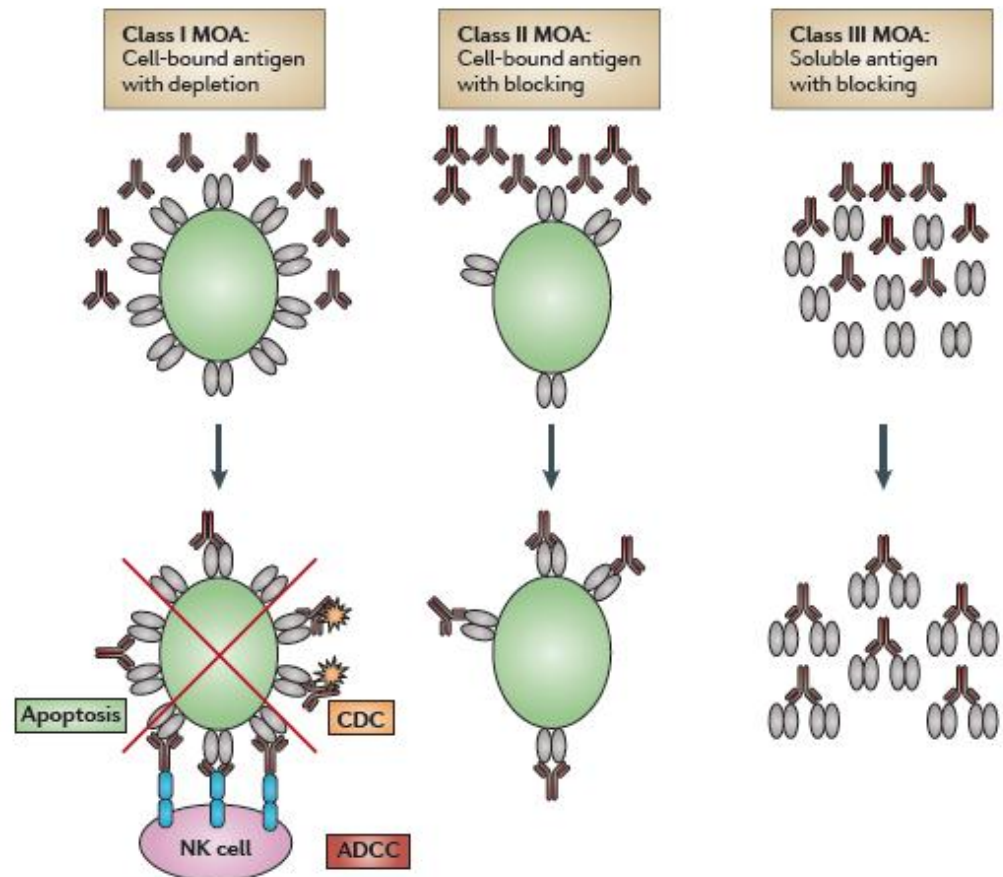 Class I MOA:
Cell-bound antigen
with depletion
Class II MOA:
Cell-bound antigen
with blocking
Class III MOA:
Soluble antigen
with blocking
Apoptosis
CDC
NK cell
ADCC